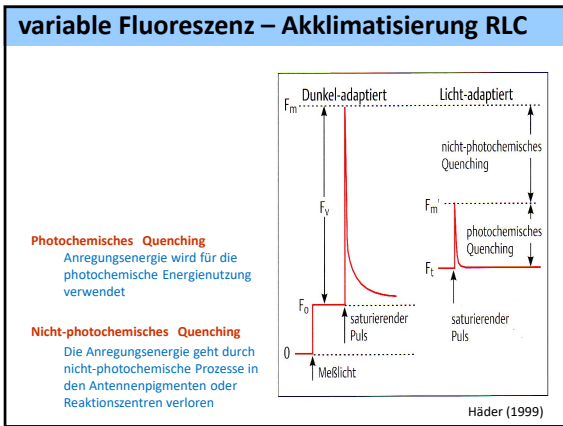 variable Fluoreszenz – Akklimatisierung RLC
Photochemisches Quenching
Anregungsenergie wird für die
photochemische Energienutzung
verwendet
Nicht-photochemisches Quenching
Die Anregungsenergie geht durch
nicht-photochemische Prozesse in
den Antennenpigmenten oder
Reaktionszentren verloren
Dunkel-adaptiert
Licht-adaptiert
Fm
nicht-photochemisches
Quenching
Fm'
Fv
photochemisches
Quenching
Ft
Fo
saturierender
Puls
saturierender
Puls
0
Meßlicht
Häder (1999)